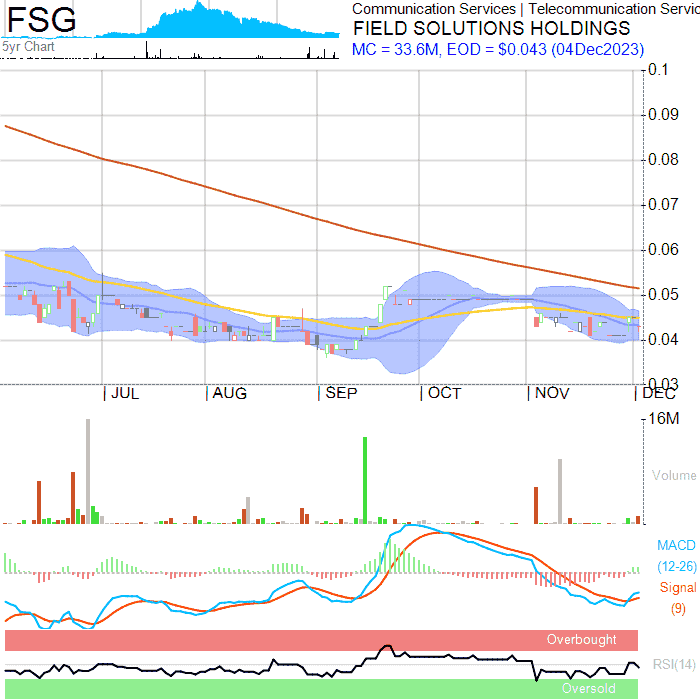 FSG
Communication Services | Telecommunication Servic
FIELD SOLUTIONS HOLDINGS
5yr Chart
MC = 33.6M, EOD = $0.043 (04Dec2023)
0.1
0.09
0.08
0.07
0.06
0.05
0.04
0.03
JUL AUG SEP OCT NOV DEC
16M
Volume
MACD
(12-26)
Signal
(9)
Overbought
RSI(14)
Oversold